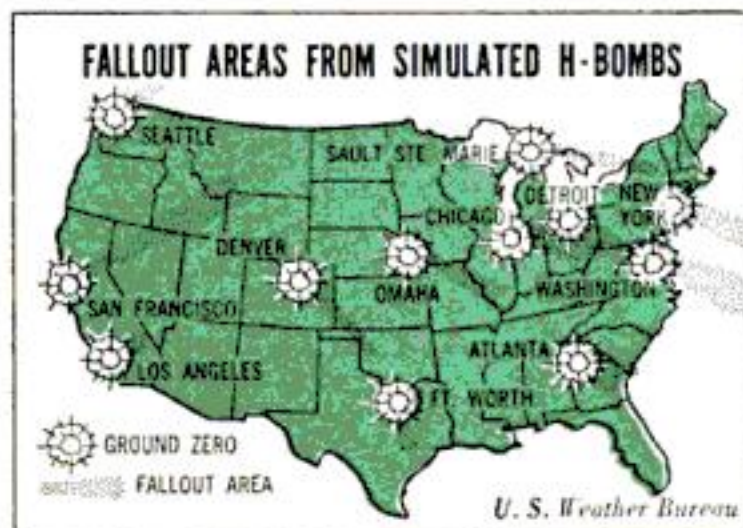 FALLOUT AREAS FROM SIMULATED H-BOMBS
SEATTLE
SAULT STE MARIE
DETROIT
NEW YORK
CHICAGO
DENVER
OMAHA
WASHINGTON
SAN FRANCISCO
ATLANTA
LOS ANGELES
FT. WORTH
GROUND ZERO
FALLOUT AREA
U. S. Weather Bureau